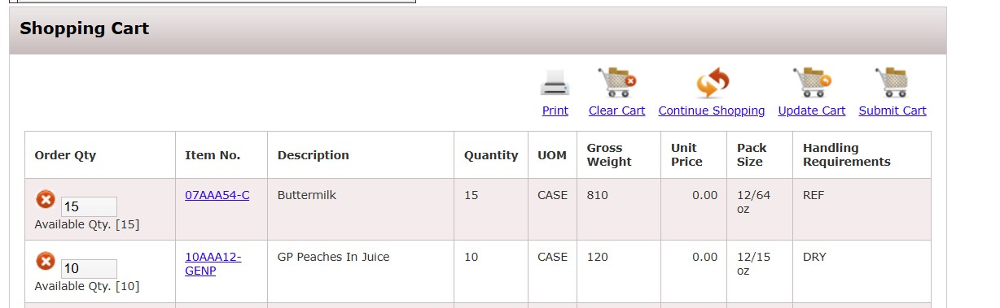 Shopping Cart
Print Clear Cart Continue Shopping Update Cart Submit Cart
Order Qty Item No. Description Quantity UOM Gross Weight Unit Price Pack Size Handling Requirements
15 07AAA54-C Buttermilk 15 CASE 810 0.00 12/64 oz REF
Available Qty. [15]
10 10AAA12-GENP GP Peaches In Juice 10 CASE 120 0.00 12/15 oz DRY
Available Qty. [10]